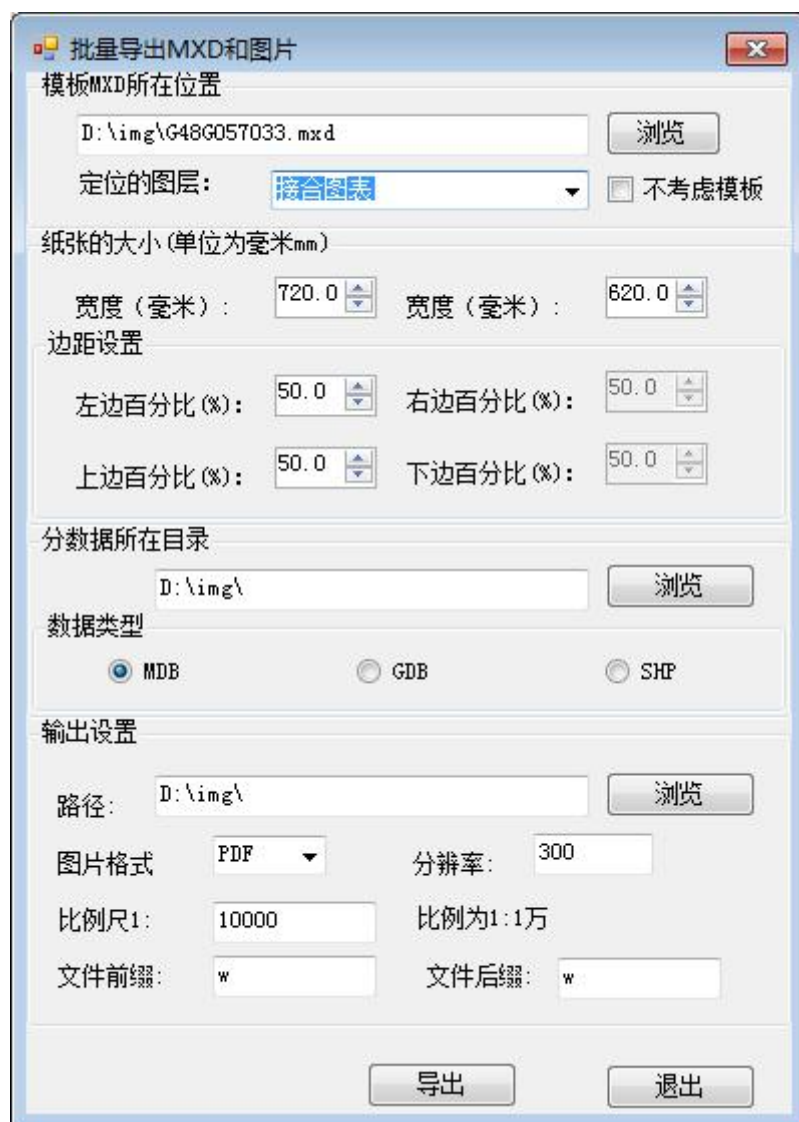 批量导出MXD和图片
模板MXD所在位置
D:\img\G48G057033.mxd 浏览
定位的图层： 接合图表 不考虑模板
纸张的大小(单位为毫米mm)
宽度（毫米）: 720.0 宽度（毫米）: 620.0
边距设置
左边百分比(%): 50.0 右边百分比(%): 50.0
上边百分比(%): 50.0 下边百分比(%): 50.0
分数据所在目录
D:\img\ 浏览
数据类型
MDB GDB SHP
输出设置
路径: D:\img\ 浏览
图片格式 PDF 分辨率: 300
比例尺1: 10000 比例为1:1万
文件前缀: w 文件后缀: w
导出 退出